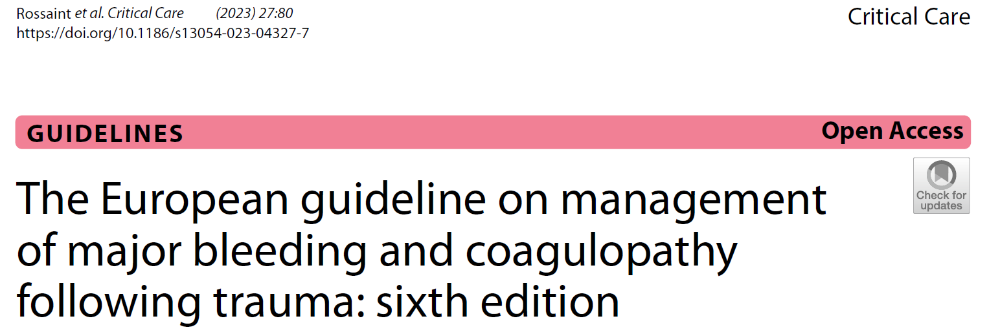 Rossaint et al. Critical Care (2023) 27:80
https://doi.org/10.1186/s13054-023-04327-7
Critical Care
GUIDELINES
Open Access
The European guideline on management
of major bleeding and coagulopathy
following trauma: sixth edition
Check for
updates